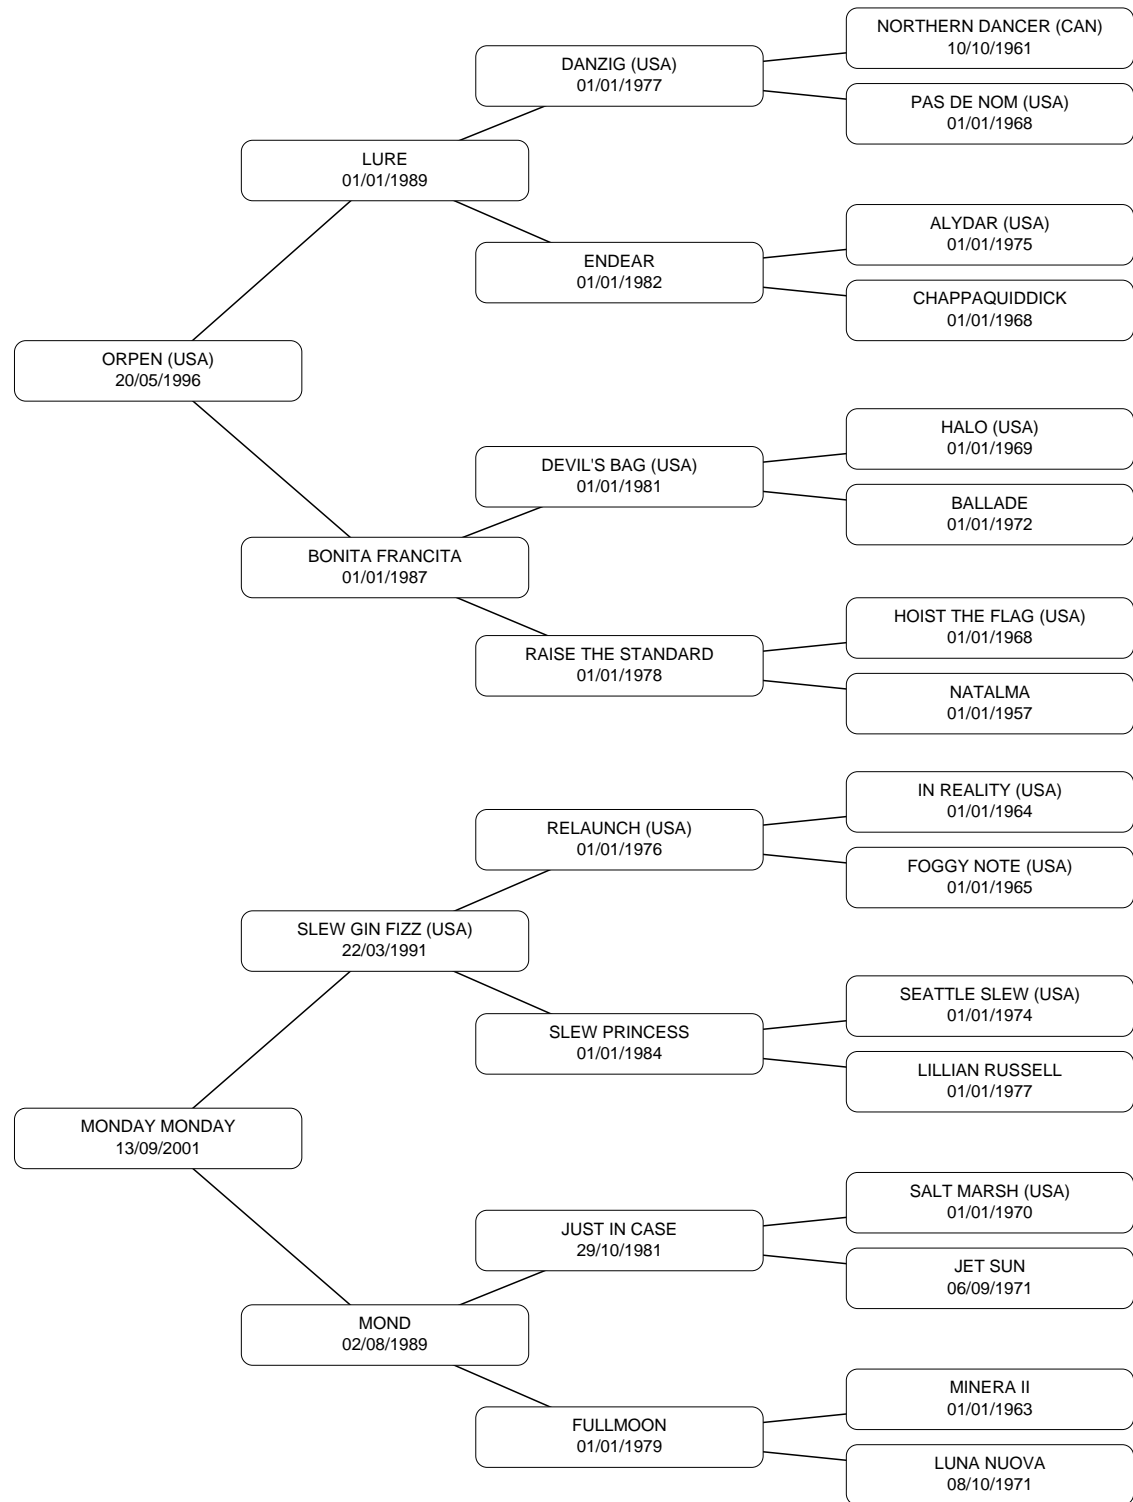 NORTHERN DANCER (CAN)
10/10/1961
DANZIG (USA)
01/01/1977
PAS DE NOM (USA)
01/01/1968
LURE
01/01/1989
ALYDAR (USA)
01/01/1975
ENDEAR
01/01/1982
CHAPPAQUIDDICK
01/01/1968
ORPEN (USA)
20/05/1996
HALO (USA)
01/01/1969
DEVIL'S BAG (USA)
01/01/1981
BALLADE
01/01/1972
BONITA FRANCITA
01/01/1987
HOIST THE FLAG (USA)
01/01/1968
RAISE THE STANDARD
01/01/1978
NATALMA
01/01/1957
IN REALITY (USA)
01/01/1964
RELAUNCH (USA)
01/01/1976
FOGGY NOTE (USA)
01/01/1965
SLEW GIN FIZZ (USA)
22/03/1991
SEATTLE SLEW (USA)
01/01/1974
SLEW PRINCESS
01/01/1984
LILLIAN RUSSELL
01/01/1977
MONDAY MONDAY
13/09/2001
SALT MARSH (USA)
01/01/1970
JUST IN CASE
29/10/1981
JET SUN
06/09/1971
MOND
02/08/1989
MINERA II
01/01/1963
FULLMOON
01/01/1979
LUNA NUOVA
08/10/1971